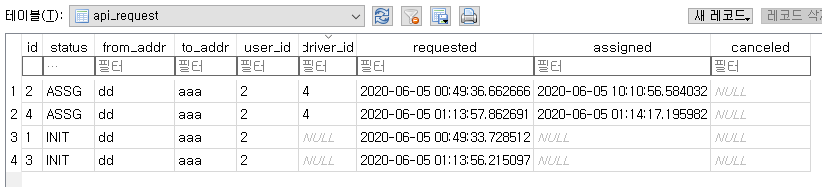 테이블(T): api_request 새 레코드 레코드 삭
id status from_addr to_addr user_id driver_id requested assigned canceled
… 필터 필터 필터 필터 필터 필터 필터
1 2 ASSG dd aaa 2 4 2020-06-05 00:49:36.662666 2020-06-05 10:10:56.584032 NULL
2 4 ASSG dd aaa 2 4 2020-06-05 01:13:57.862691 2020-06-05 01:14:17.195982 NULL
3 1 INIT dd aaa 2 NULL 2020-06-05 00:49:33.728512 NULL NULL
4 3 INIT dd aaa 2 NULL 2020-06-05 01:13:56.215097 NULL NULL